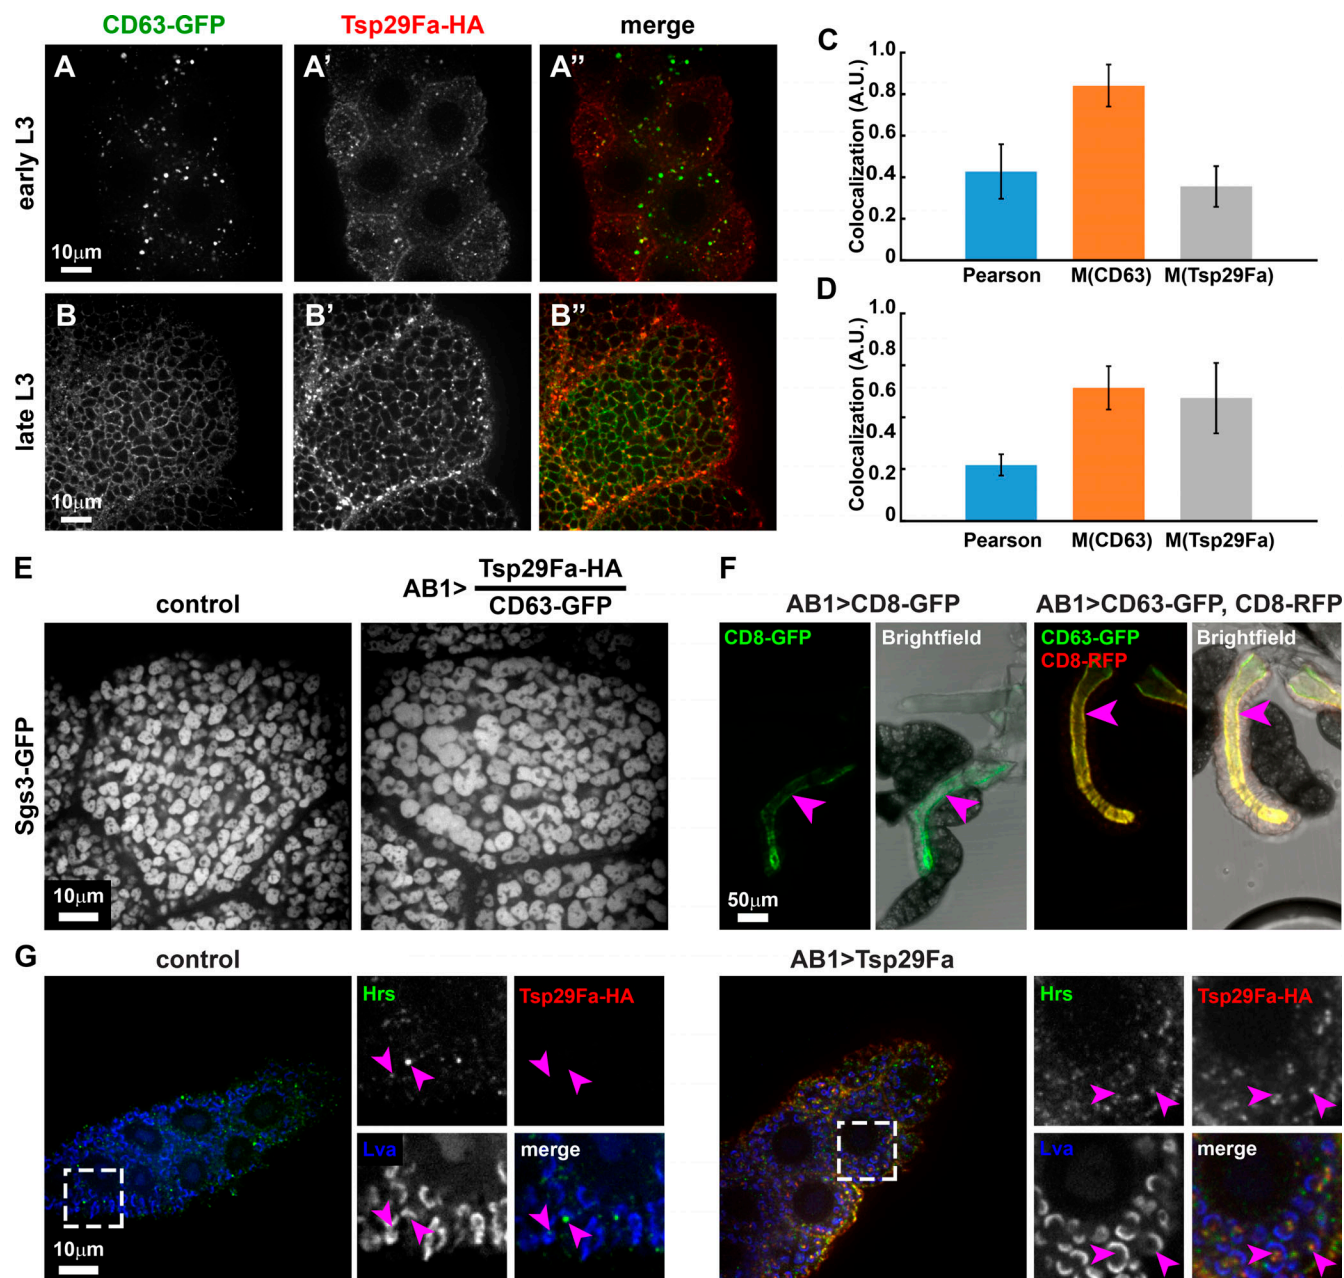 CD63-GFP Tsp29Fa-HA merge
early L3
A A' A''
10µm
late L3
B B' B''
10µm
C
Colocalization (A.U.)
1.0
0.8
0.6
0.4
0.2
0
Pearson M(CD63) M(Tsp29Fa)
D
Colocalization (A.U.)
1.0
0.8
0.6
0.4
0.2
0
Pearson M(CD63) M(Tsp29Fa)
E
control
AB1> Tsp29Fa-HA
CD63-GFP
Sgs3-GFP
10µm
F
AB1>CD8-GFP AB1>CD63-GFP, CD8-RFP
CD8-GFP Brightfield CD63-GFP Brightfield
CD8-RFP
50µm
G
control AB1>Tsp29Fa
Hrs Tsp29Fa-HA Hrs Tsp29Fa-HA
Lva merge Lva merge
10µm